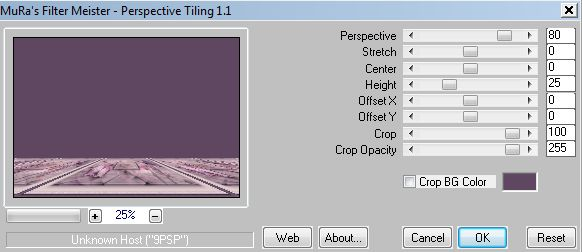 MuRa's Filter Meister - Perspective Tiling 1.1
Perspective 80
Stretch 0
Center 0
Height 25
Offset X 0
Offset Y 0
Crop 100
Crop Opacity 255
Crop BG Color
+ 25% -
Unknown Host ("9PSP") Web About... Cancel OK Reset